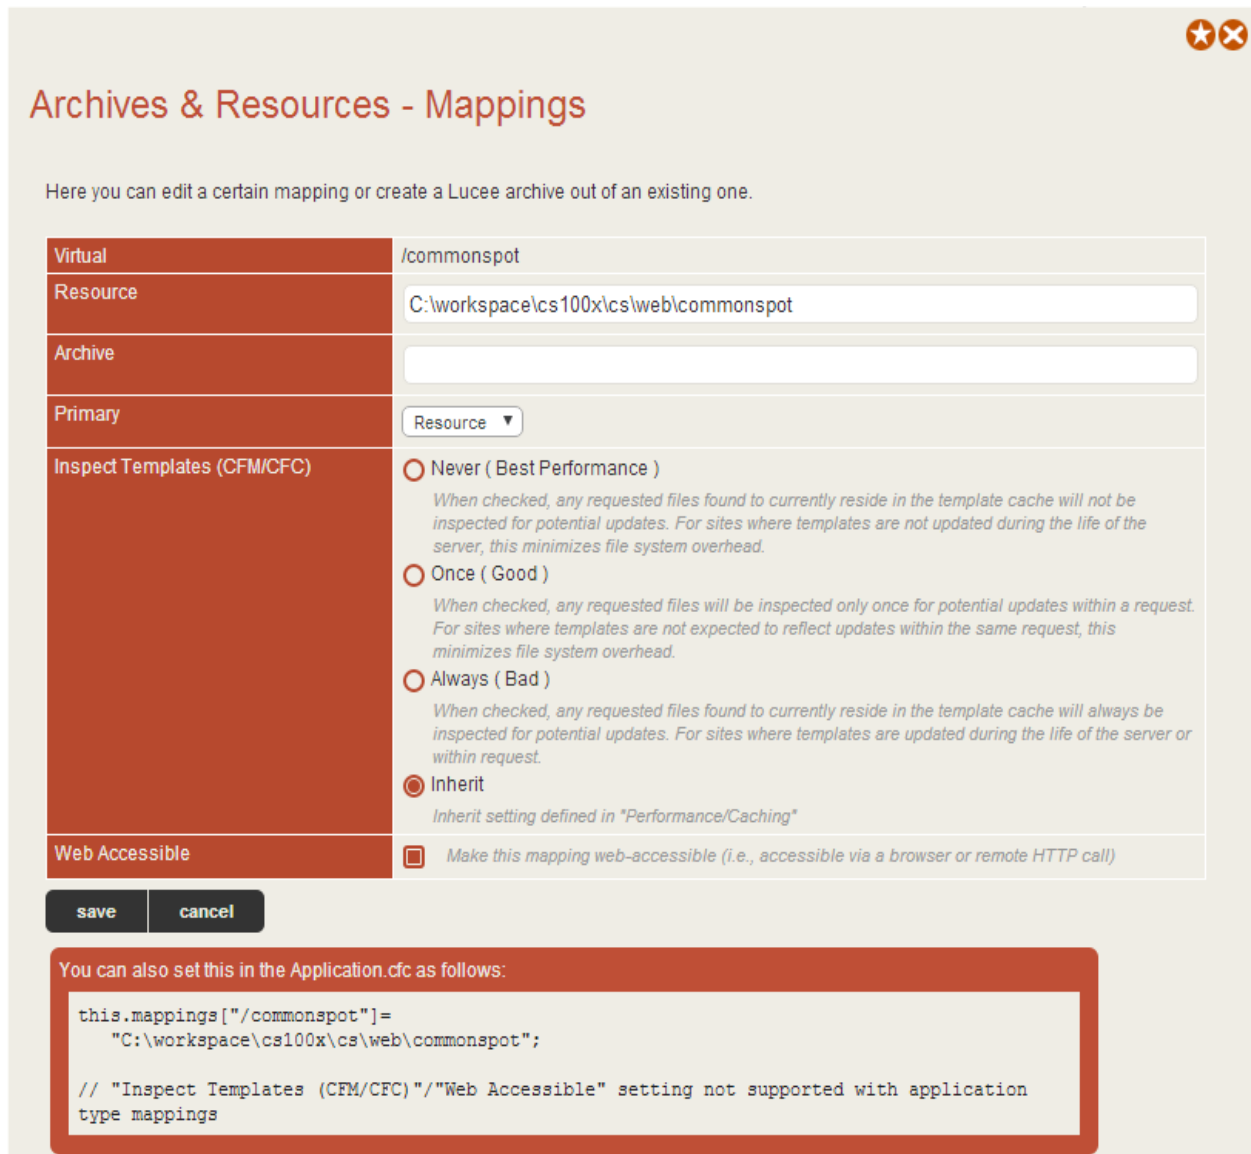 Archives & Resources - Mappings
Here you can edit a certain mapping or create a Lucee archive out of an existing one.
Virtual
/commonspot
Resource
C:\workspace\cs100x\cs\web\commonspot
Archive
Primary
Resource
Inspect Templates (CFM/CFC)
Never ( Best Performance )
When checked, any requested files found to currently reside in the template cache will not be
inspected for potential updates. For sites where templates are not updated during the life of the
server, this minimizes file system overhead.
Once ( Good )
When checked, any requested files will be inspected only once for potential updates within a request.
For sites where templates are not expected to reflect updates within the same request, this
minimizes file system overhead.
Always ( Bad )
When checked, any requested files found to currently reside in the template cache will always be
inspected for potential updates. For sites where templates are updated during the life of the server or
within request.
Inherit
Inherit setting defined in "Performance/Caching"
Web Accessible
Make this mapping web-accessible (i.e., accessible via a browser or remote HTTP call)
save
cancel
You can also set this in the Application.cfc as follows:
this.mappings["/commonspot"]=
"C:\workspace\cs100x\cs\web\commonspot";
// "Inspect Templates (CFM/CFC)"/"Web Accessible" setting not supported with application
type mappings